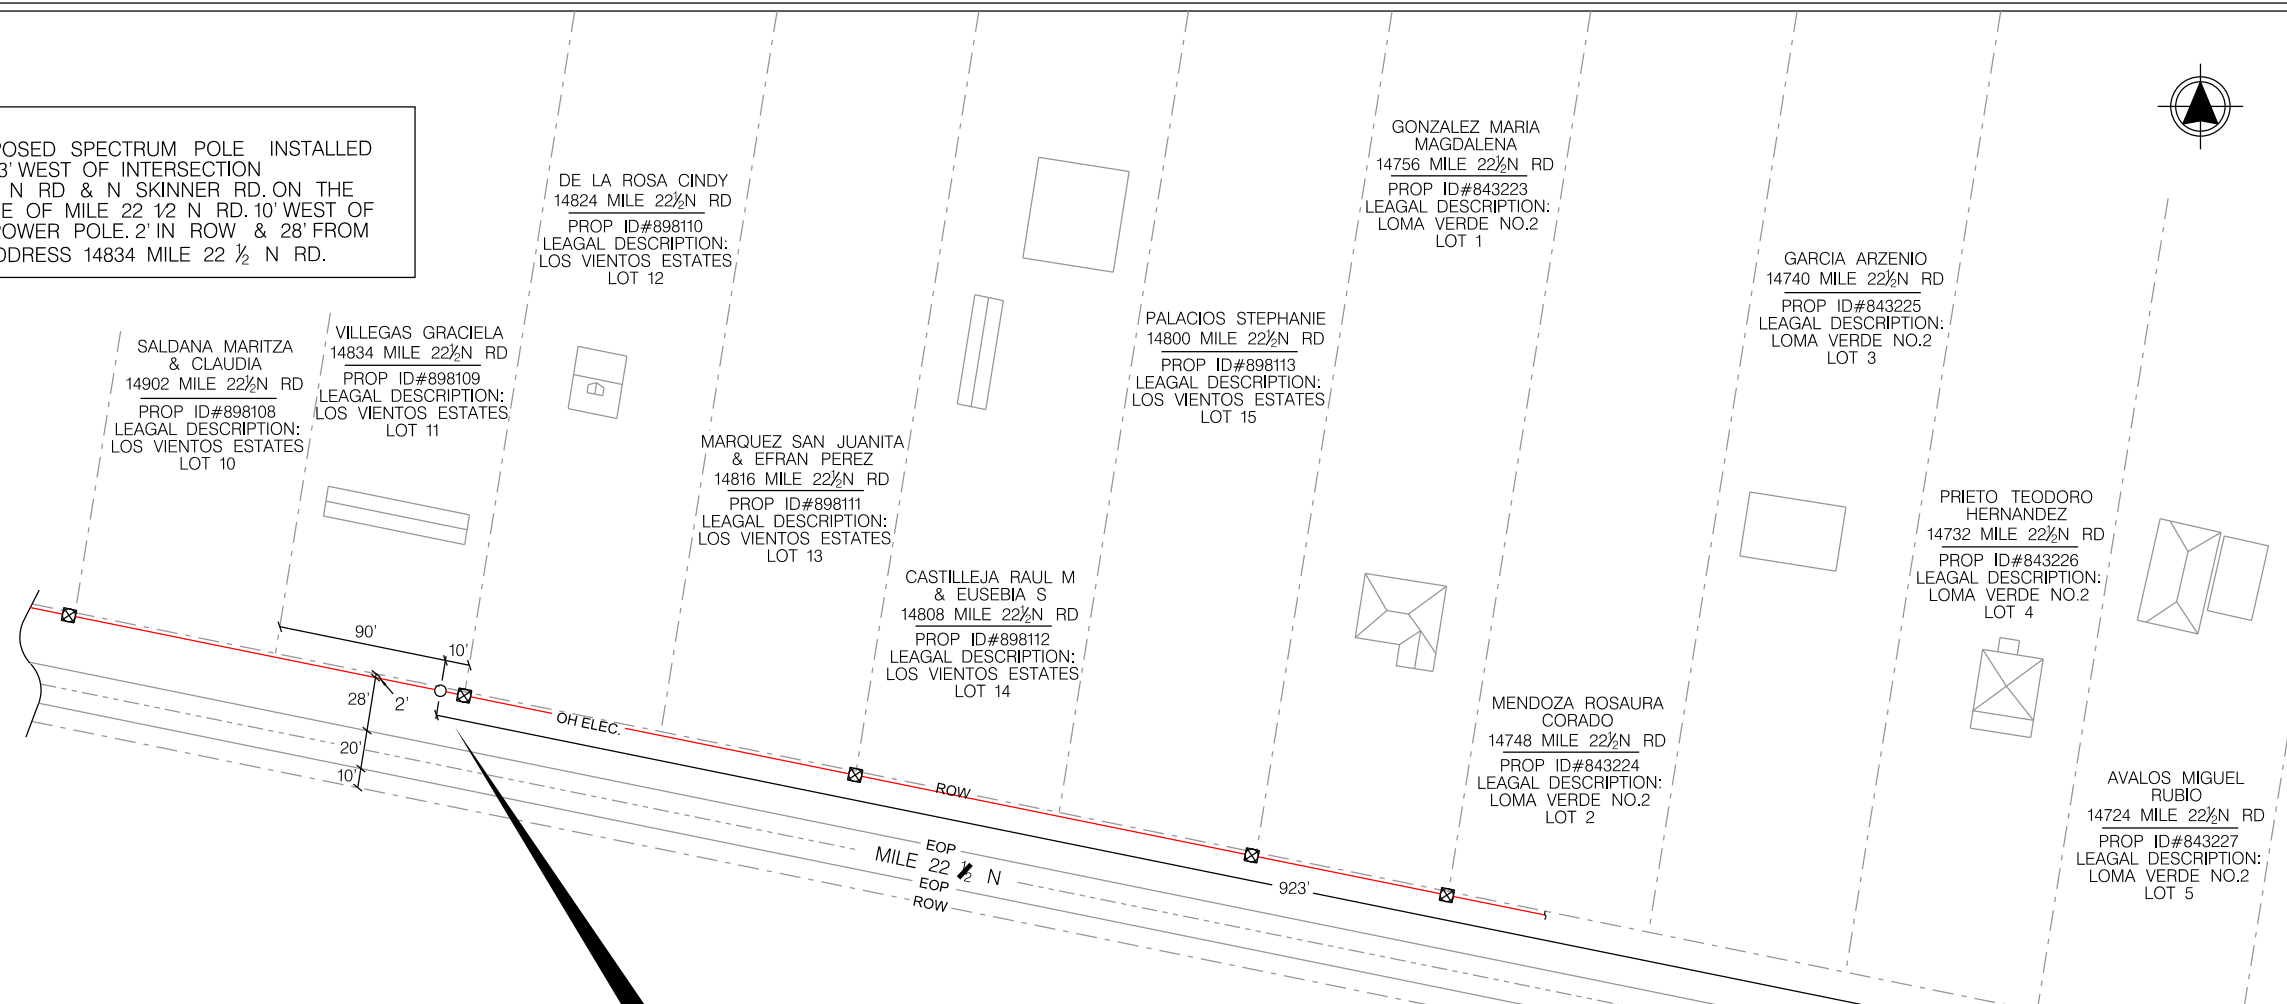 POSED SPECTRUM POLE INSTALLED
3' WEST OF INTERSECTION
N RD & N SKINNER RD. ON THE
E OF MILE 22 1/2 N RD. 10' WEST OF
POWER POLE. 2' IN ROW & 28' FROM
DDRESS 14834 MILE 22 ½ N RD.
SALDANA MARITZA
& CLAUDIA
14902 MILE 22½N RD
PROP ID#898108
LEAGAL DESCRIPTION:
LOS VIENTOS ESTATES
LOT 10
VILLEGAS GRACIELA
14834 MILE 22½N RD
PROP ID#898109
LEAGAL DESCRIPTION:
LOS VIENTOS ESTATES
LOT 11
DE LA ROSA CINDY
14824 MILE 22½N RD
PROP ID#898110
LEAGAL DESCRIPTION:
LOS VIENTOS ESTATES
LOT 12
MARQUEZ SAN JUANITA
& EFRAN PEREZ
14816 MILE 22½N RD
PROP ID#898111
LEAGAL DESCRIPTION:
LOS VIENTOS ESTATES
LOT 13
CASTILLEJA RAUL M
& EUSEBIA S
14808 MILE 22½N RD
PROP ID#898112
LEAGAL DESCRIPTION:
LOS VIENTOS ESTATES
LOT 14
PALACIOS STEPHANIE
14800 MILE 22½N RD
PROP ID#898113
LEAGAL DESCRIPTION:
LOS VIENTOS ESTATES
LOT 15
GONZALEZ MARIA
MAGDALENA
14756 MILE 22½N RD
PROP ID#843223
LEAGAL DESCRIPTION:
LOMA VERDE NO.2
LOT 1
MENDOZA ROSAURA
CORADO
14748 MILE 22½N RD
PROP ID#843224
LEAGAL DESCRIPTION:
LOMA VERDE NO.2
LOT 2
GARCIA ARZENIO
14740 MILE 22½N RD
PROP ID#843225
LEAGAL DESCRIPTION:
LOMA VERDE NO.2
LOT 3
PRIETO TEODORO
HERNANDEZ
14732 MILE 22½N RD
PROP ID#843226
LEAGAL DESCRIPTION:
LOMA VERDE NO.2
LOT 4
AVALOS MIGUEL
RUBIO
14724 MILE 22½N RD
PROP ID#843227
LEAGAL DESCRIPTION:
LOMA VERDE NO.2
LOT 5
90'
10'
28'
2'
20'
10'
OH ELEC.
ROW
EOP
MILE 22 ½ N
EOP
ROW
923'